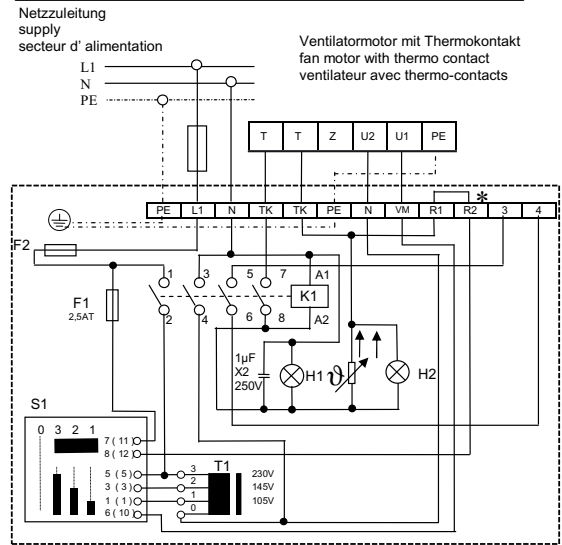 Netzzuleitung
supply
secteur d' alimentation
Ventilatormotor mit Thermokontakt
fan motor with thermo contact
ventilateur avec thermo-contacts
L1
N
PE
T T Z U2 U1 PE
*
PE L1 N TK TK PE N VM R1 R2 3 4
F2
1 3 5 7 A1
K1
F1
2,5AT
2 4 6 8 A2
1µF
X2
250V
H1 ϑ H2
S1
0 3 2 1
7 ( 11 )
8 ( 12 )
T1
5 ( 5 ) 3 230V
3 ( 3 ) 2 145V
1 ( 1 ) 1 105V
6 ( 10 ) 0